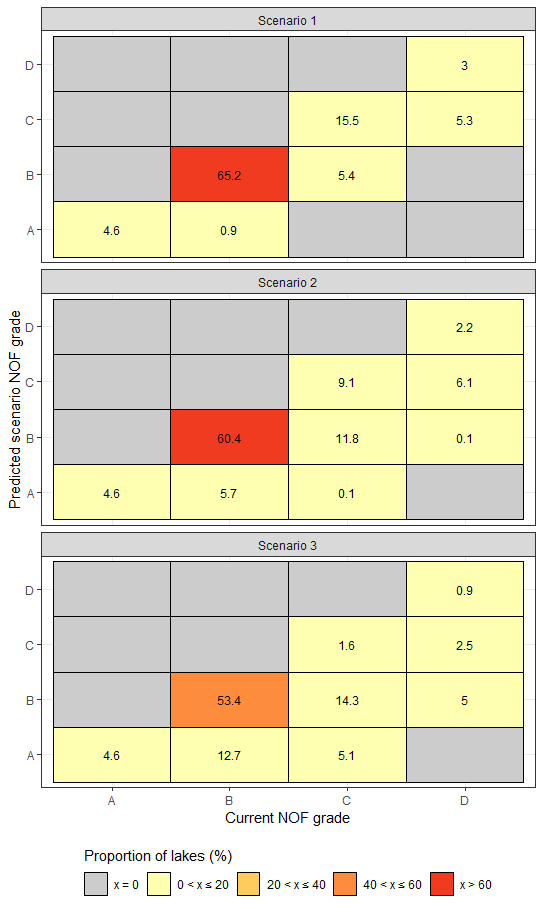 Scenario 1
D
3
C
15.5 5.3
B
65.2 5.4
A
4.6 0.9
Scenario 2
D
2.2
C
9.1 6.1
B
60.4 11.8 0.1
A
4.6 5.7 0.1
Scenario 3
D
0.9
C
1.6 2.5
B
53.4 14.3 5
A
4.6 12.7 5.1
Predicted scenario NOF grade
A B C D
Current NOF grade
Proportion of lakes (%)
x = 0 0 < x ≤ 20 20 < x ≤ 40 40 < x ≤ 60 x > 60